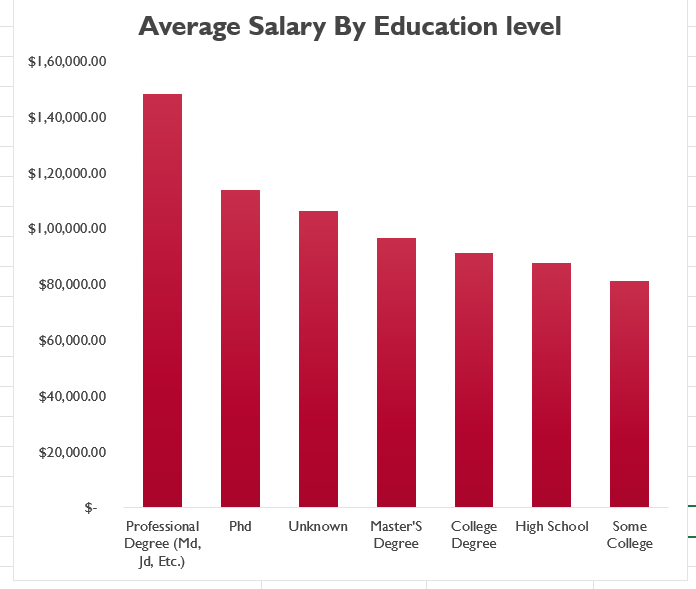 Average Salary By Education level
$1,60,000.00
$1,40,000.00
$1,20,000.00
$1,00,000.00
$80,000.00
$60,000.00
$40,000.00
$20,000.00
$-
Professional Degree (Md, Jd, Etc.)
Phd
Unknown
Master'S Degree
College Degree
High School
Some College